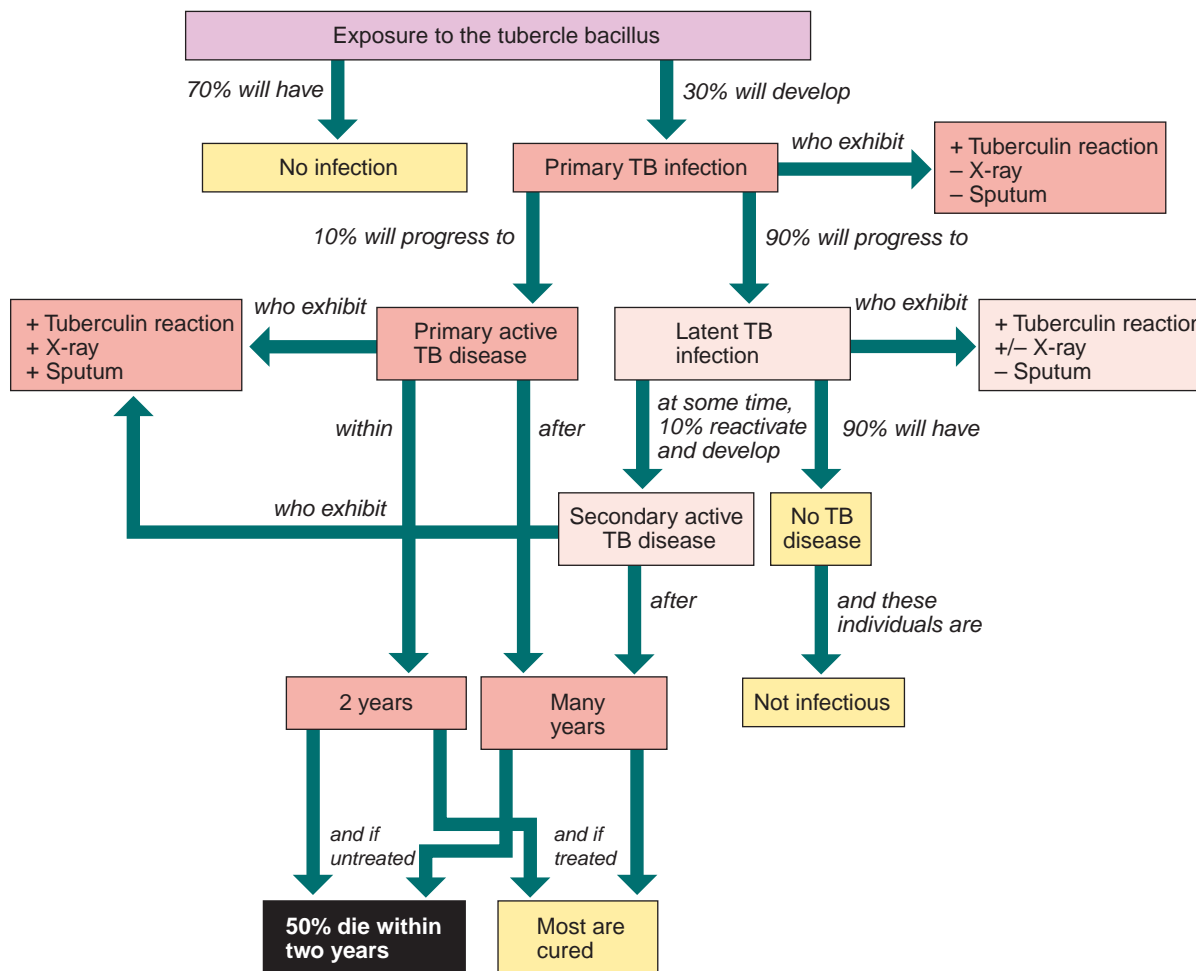 Exposure to the tubercle bacillus
70% will have
30% will develop
No infection
Primary TB infection
who exhibit
+ Tuberculin reaction
– X-ray
– Sputum
10% will progress to
90% will progress to
+ Tuberculin reaction
+ X-ray
+ Sputum
who exhibit
Primary active
TB disease
Latent TB
infection
who exhibit
+ Tuberculin reaction
+/– X-ray
– Sputum
within
after
at some time,
10% reactivate
and develop
90% will have
who exhibit
Secondary active
TB disease
No TB
disease
after
and these
individuals are
2 years
Many
years
Not infectious
and if
untreated
and if
treated
50% die within
two years
Most are
cured